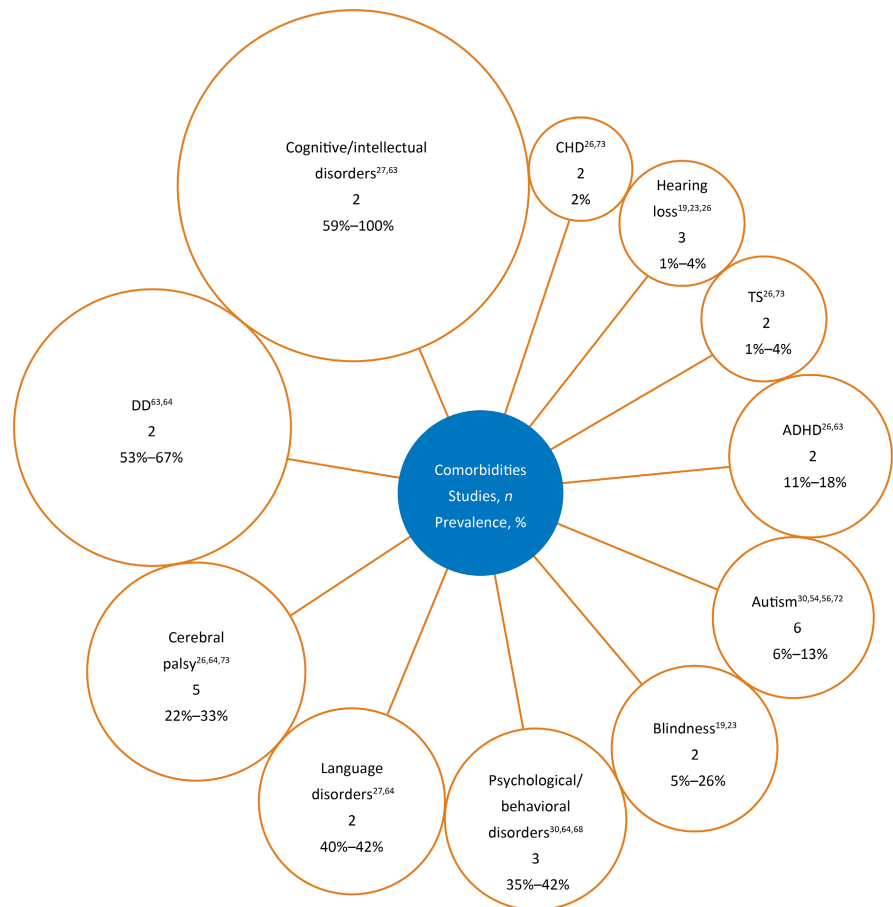 Comorbidities
Studies, n
Prevalence, %
Cognitive/intellectual
disorders27,63
2
59%–100%
CHD26,73
2
2%
Hearing
loss19,23,26
3
1%–4%
TS26,73
2
1%–4%
ADHD26,63
2
11%–18%
Autism30,54,56,72
6
6%–13%
Blindness19,23
2
5%–26%
Psychological/
behavioral
disorders30,64,68
3
35%–42%
Language
disorders27,64
2
40%–42%
Cerebral
palsy26,64,73
5
22%–33%
DD63,64
2
53%–67%